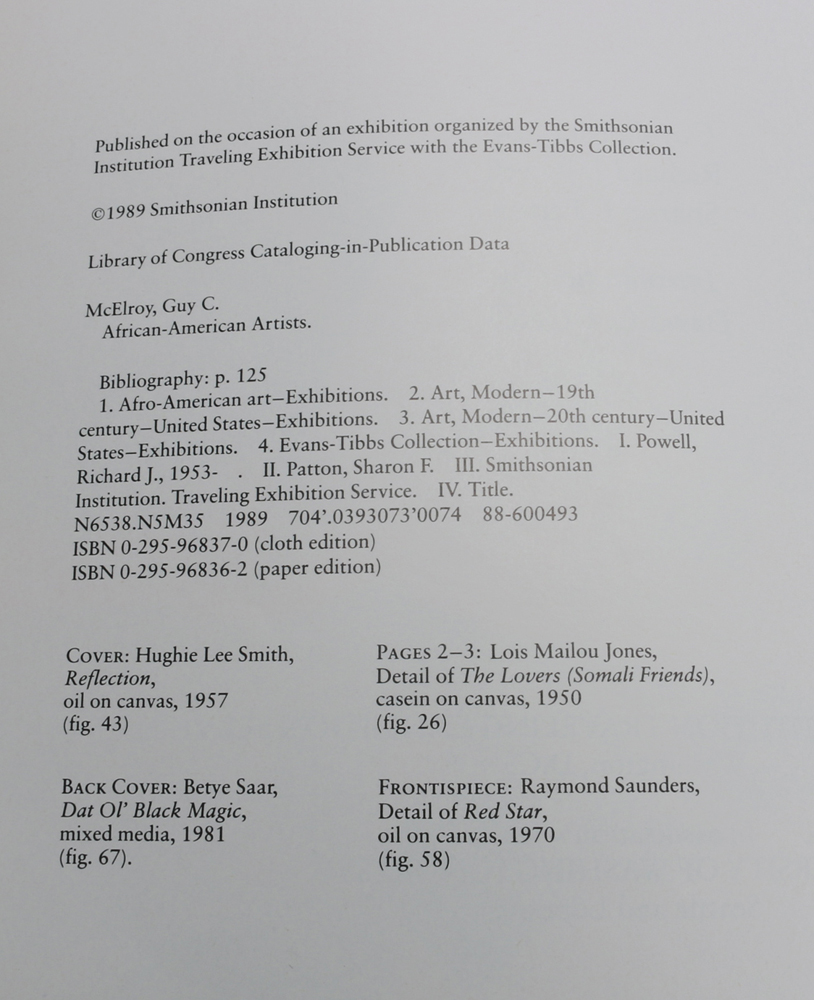 Published on the occasion of an exhibition organized by the Smithsonian
Institution Traveling Exhibition Service with the Evans-Tibbs Collection.
©1989 Smithsonian Institution
Library of Congress Cataloging-in-Publication Data
McElroy, Guy C.
African-American Artists.
Bibliography: p. 125
1. Afro-American art—Exhibitions. 2. Art, Modern—19th
century—United States—Exhibitions. 3. Art, Modern—20th century—United
States—Exhibitions. 4. Evans-Tibbs Collection—Exhibitions. I. Powell,
Richard J., 1953- . II. Patton, Sharon F. III. Smithsonian
Institution. Traveling Exhibition Service. IV. Title.
N6538.N5M35 1989 704’.0393073’0074 88-600493
ISBN 0-295-96837-0 (cloth edition)
ISBN 0-295-96836-2 (paper edition)
COVER: Hughie Lee Smith,
Reflection,
oil on canvas, 1957
(fig. 43)
PAGES 2–3: Lois Mailou Jones,
Detail of The Lovers (Somali Friends),
casein on canvas, 1950
(fig. 26)
BACK COVER: Betye Saar,
Dat Ol’ Black Magic,
mixed media, 1981
(fig. 67).
FRONTISPIECE: Raymond Saunders,
Detail of Red Star,
oil on canvas, 1970
(fig. 58)